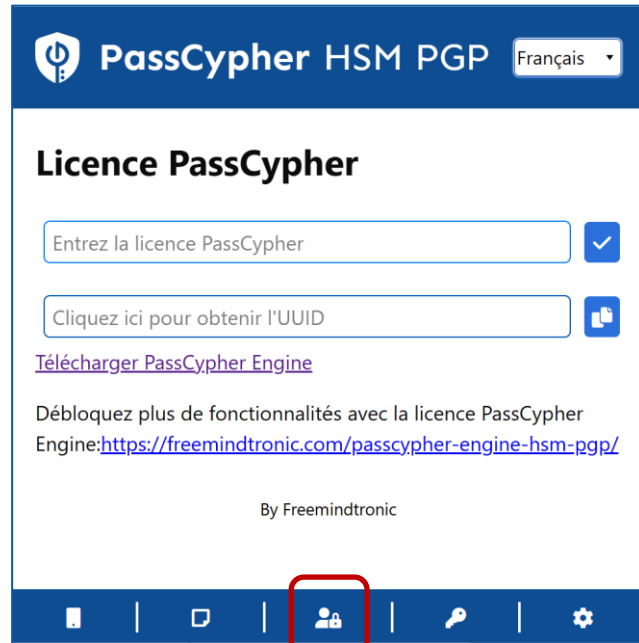 PassCypher HSM PGP
Français
Licence PassCypher
Entrez la licence PassCypher
Cliquez ici pour obtenir l'UUID
Télécharger PassCypher Engine
Débloquez plus de fonctionnalités avec la licence PassCypher
Engine:https://freemindtronic.com/passcypher-engine-hsm-pgp/
By Freemindtronic